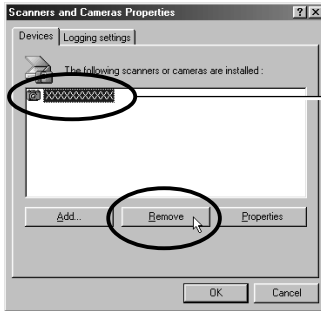 Scanners and Cameras Properties
Devices Logging settings
The following scanners or cameras are installed :
XXXXXXXXXXX
Add... Remove Properties
OK Cancel